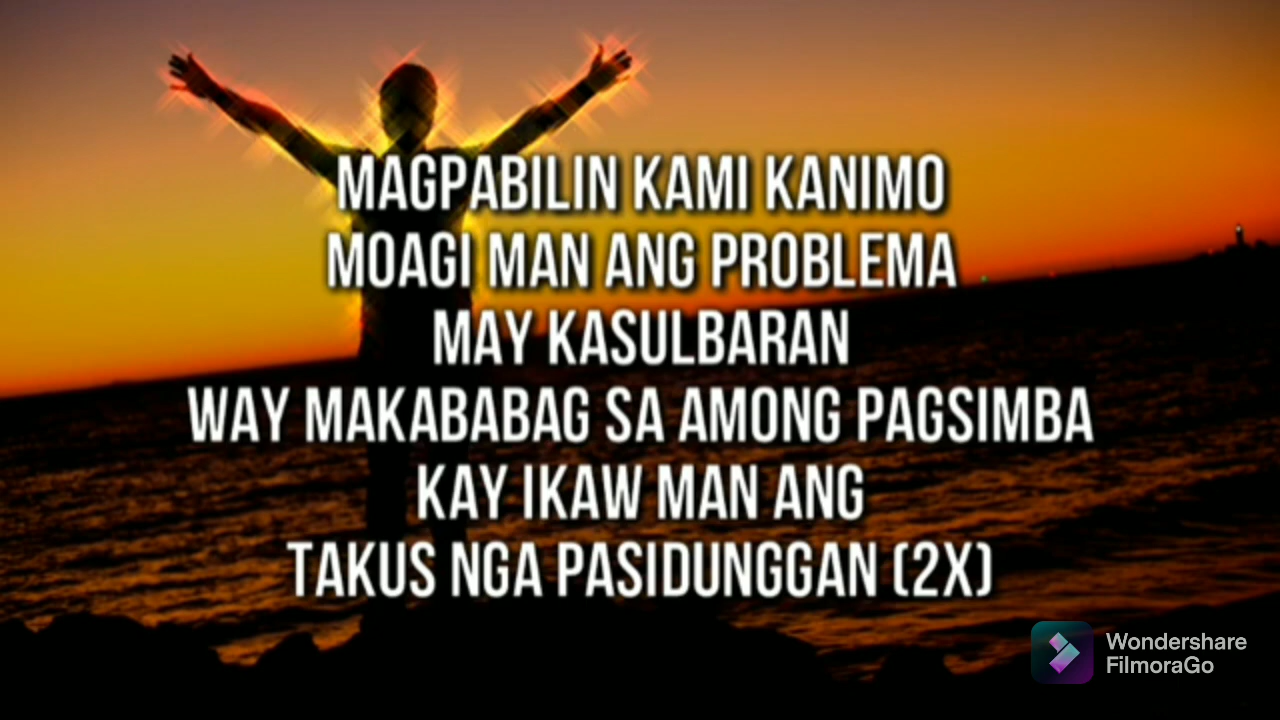 MAGPABILIN KAMI KANIMO
MOAGI MAN ANG PROBLEMA
MAY KASULBARAN
WAY MAKABABAG SA AMONG PAGSIMBA
KAY IKAW MAN ANG
TAKUS NGA PASIDUNGGAN (2X)
Wondershare
FilmoraGo